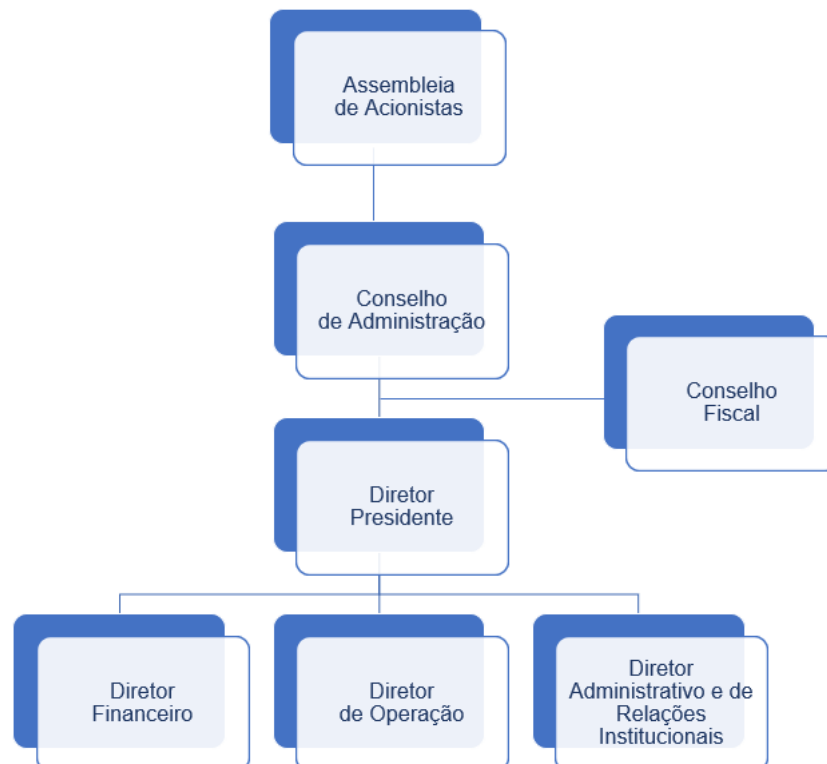 Assembleia
de Acionistas
Conselho
de Administração
Conselho
Fiscal
Diretor
Presidente
Diretor
Financeiro
Diretor
de Operação
Diretor
Administrativo e de
Relações
Institucionais